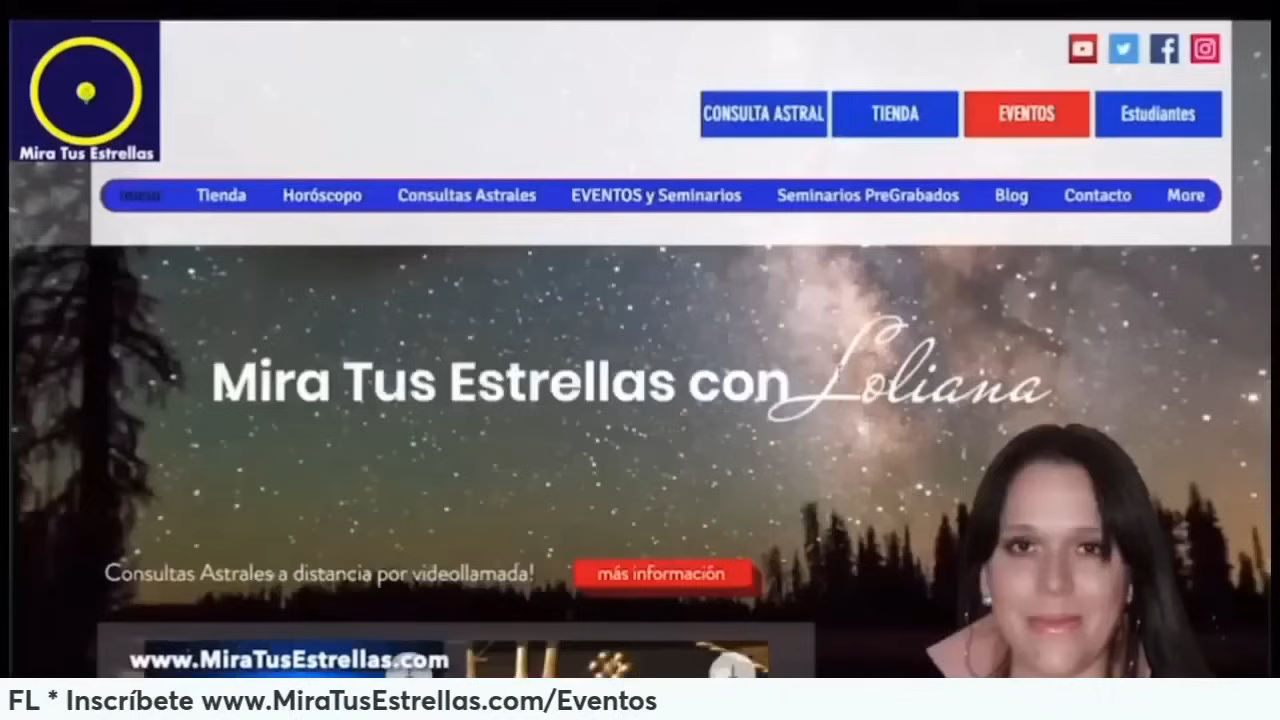 Mira Tus Estrellas
CONSULTA ASTRAL
TIENDA
EVENTOS
Estudiantes
Inicio Tienda Horóscopo Consultas Astrales EVENTOS y Seminarios Seminarios PreGrabados Blog Contacto More
Mira Tus Estrellas con Loliana
Consultas Astrales a distancia por videollamada!
más información
www.MiraTusEstrellas.com
FL * Inscríbete www.MiraTusEstrellas.com/Eventos